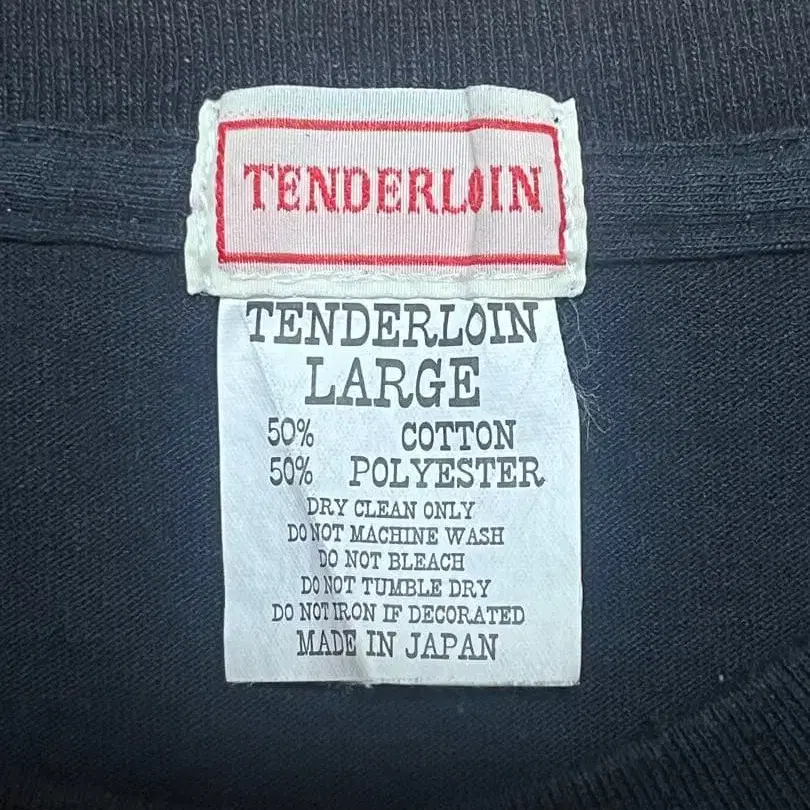 TENDERLOIN
TENDERLOIN
LARGE
50% COTTON
50% POLYESTER
DRY CLEAN ONLY
DO NOT MACHINE WASH
DO NOT BLEACH
DO NOT TUMBLE DRY
DO NOT IRON IF DECORATED
MADE IN JAPAN